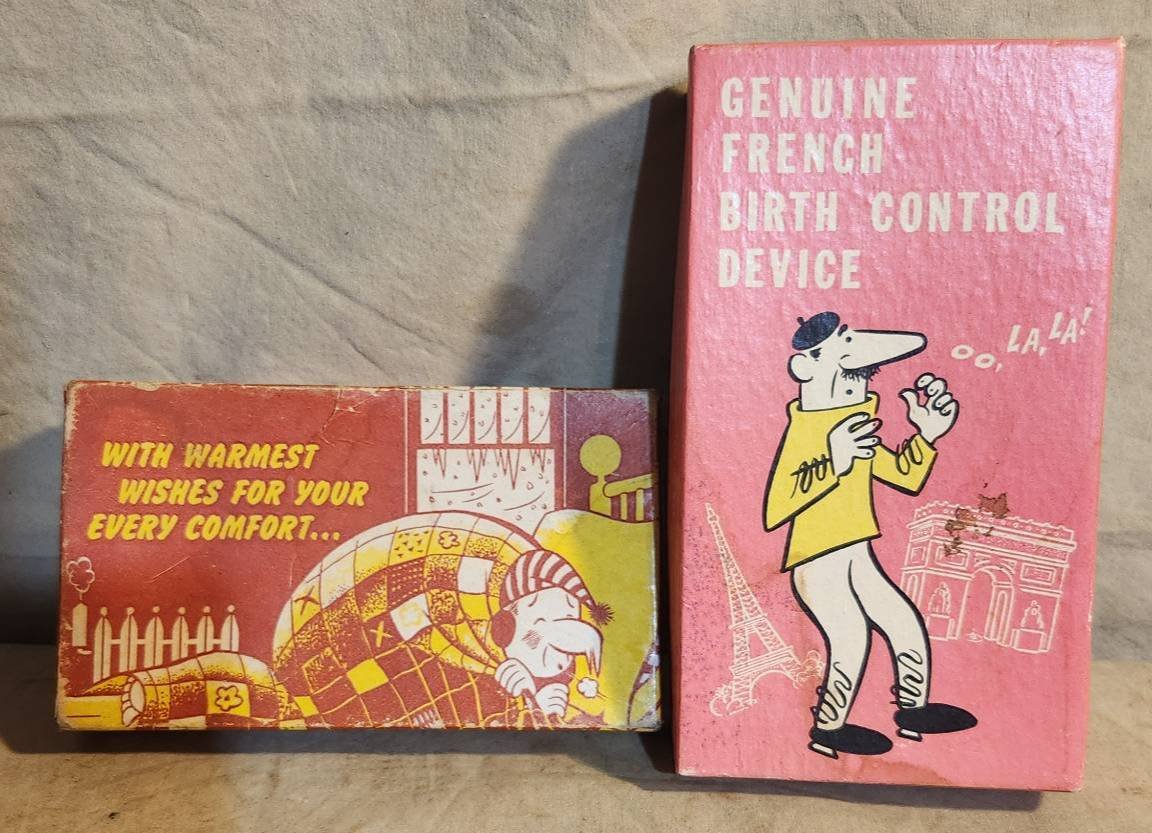 WITH WARMEST
WISHES FOR YOUR
EVERY COMFORT...
GENUINE
FRENCH
BIRTH CONTROL
DEVICE
OO, LA, LA!